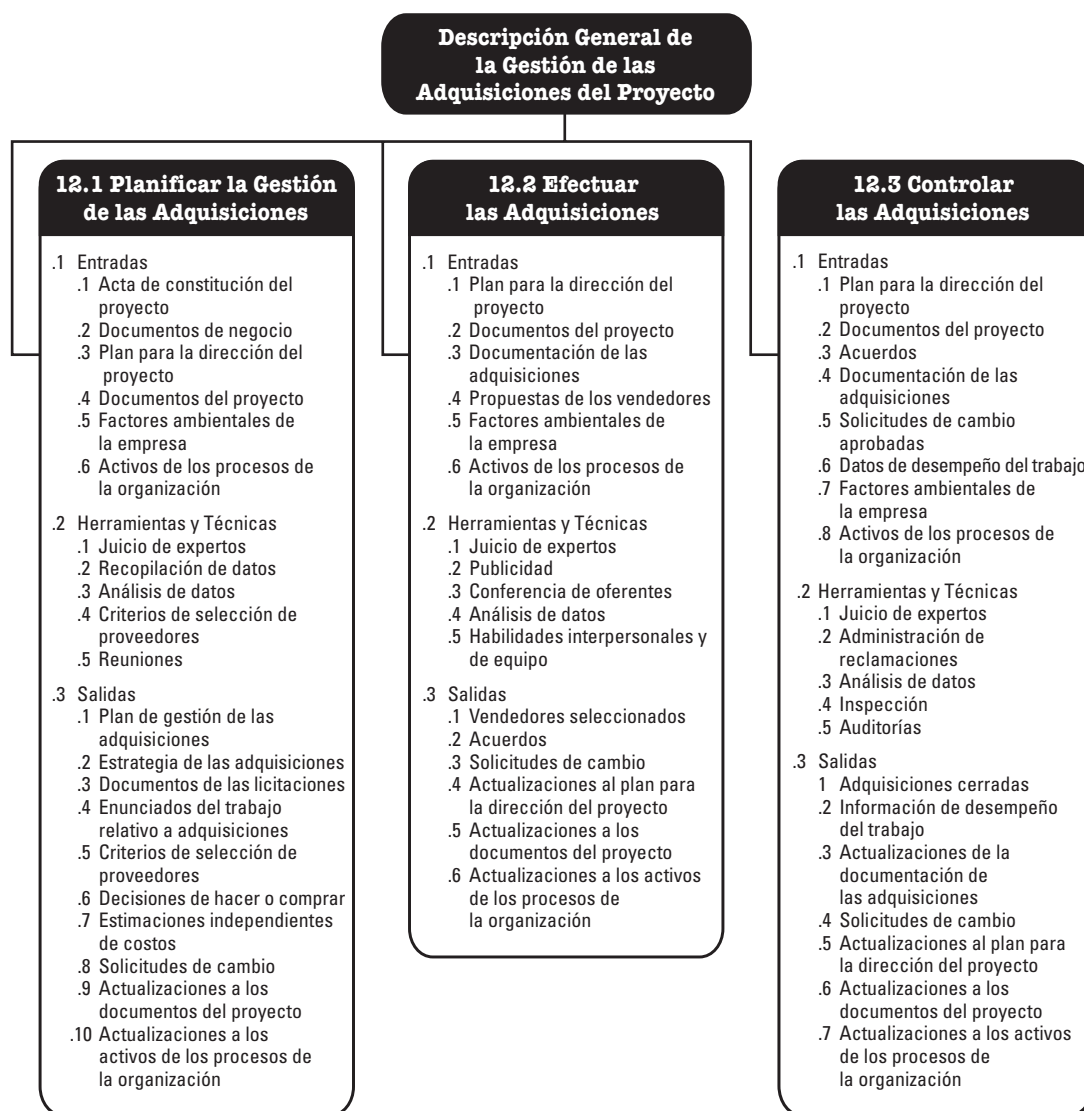 Descripción General de
la Gestión de las
Adquisiciones del Proyecto
12.1 Planificar la Gestión
de las Adquisiciones
.1 Entradas
.1 Acta de constitución del
proyecto
.2 Documentos de negocio
.3 Plan para la dirección del
proyecto
.4 Documentos del proyecto
.5 Factores ambientales de
la empresa
.6 Activos de los procesos de
la organización
.2 Herramientas y Técnicas
.1 Juicio de expertos
.2 Recopilación de datos
.3 Análisis de datos
.4 Criterios de selección de
proveedores
.5 Reuniones
.3 Salidas
.1 Plan de gestión de las
adquisiciones
.2 Estrategia de las adquisiciones
.3 Documentos de las licitaciones
.4 Enunciados del trabajo
relativo a adquisiciones
.5 Criterios de selección de
proveedores
.6 Decisiones de hacer o comprar
.7 Estimaciones independientes
de costos
.8 Solicitudes de cambio
.9 Actualizaciones a los
documentos del proyecto
.10 Actualizaciones a los
activos de los procesos de
la organización
12.2 Efectuar
las Adquisiciones
.1 Entradas
.1 Plan para la dirección del
proyecto
.2 Documentos del proyecto
.3 Documentación de las
adquisiciones
.4 Propuestas de los vendedores
.5 Factores ambientales de
la empresa
.6 Activos de los procesos de
la organización
.2 Herramientas y Técnicas
.1 Juicio de expertos
.2 Publicidad
.3 Conferencia de oferentes
.4 Análisis de datos
.5 Habilidades interpersonales y
de equipo
.3 Salidas
.1 Vendedores seleccionados
.2 Acuerdos
.3 Solicitudes de cambio
.4 Actualizaciones al plan para
la dirección del proyecto
.5 Actualizaciones a los
documentos del proyecto
.6 Actualizaciones a los activos
de los procesos de
la organización
12.3 Controlar
las Adquisiciones
.1 Entradas
.1 Plan para la dirección del
proyecto
.2 Documentos del proyecto
.3 Acuerdos
.4 Documentación de las
adquisiciones
.5 Solicitudes de cambio
aprobadas
.6 Datos de desempeño del trabajo
.7 Factores ambientales de
la empresa
.8 Activos de los procesos de
la organización
.2 Herramientas y Técnicas
.1 Juicio de expertos
.2 Administración de
reclamaciones
.3 Análisis de datos
.4 Inspección
.5 Auditorías
.3 Salidas
1 Adquisiciones cerradas
.2 Información de desempeño
del trabajo
.3 Actualizaciones de la
documentación de
las adquisiciones
.4 Solicitudes de cambio
.5 Actualizaciones al plan para
la dirección del proyecto
.6 Actualizaciones a los
documentos del proyecto
.7 Actualizaciones a los activos
de los procesos de
la organización